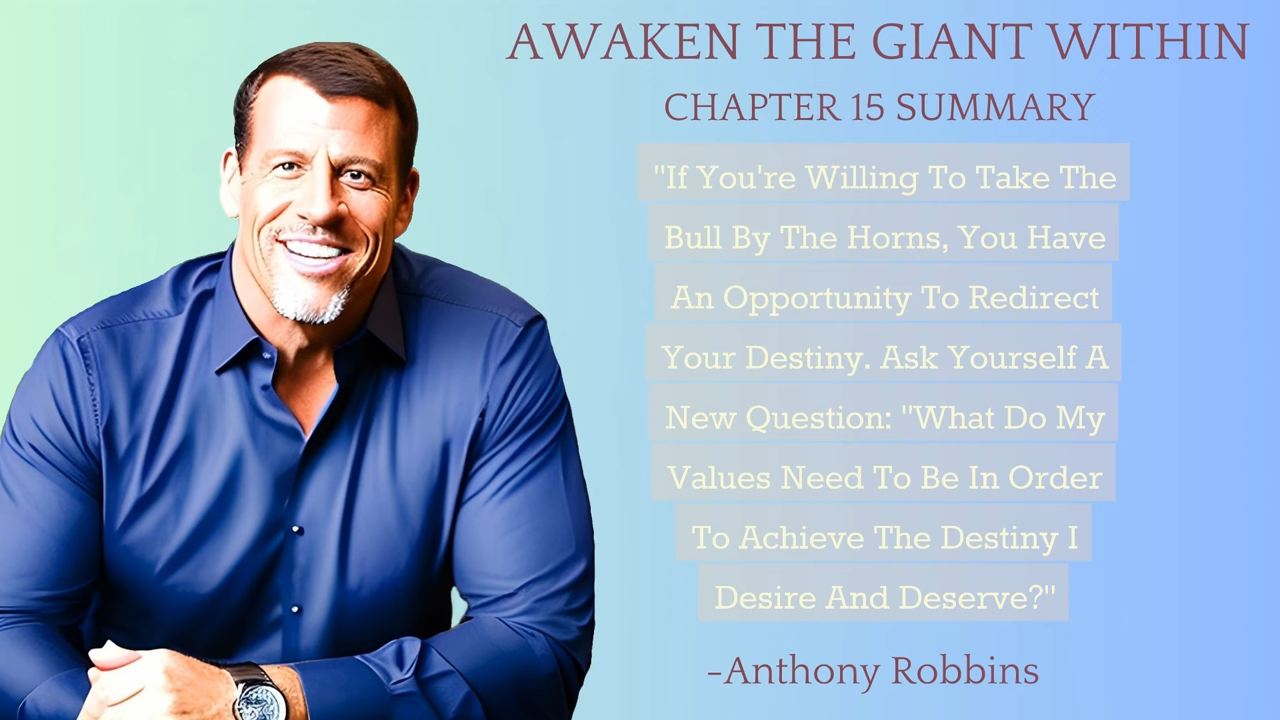 AWAKEN THE GIANT WITHIN
CHAPTER 15 SUMMARY
"If You're Willing To Take The
Bull By The Horns, You Have
An Opportunity To Redirect
Your Destiny. Ask Yourself A
New Question: "What Do My
Values Need To Be In Order
To Achieve The Destiny I
Desire And Deserve?"
-Anthony Robbins